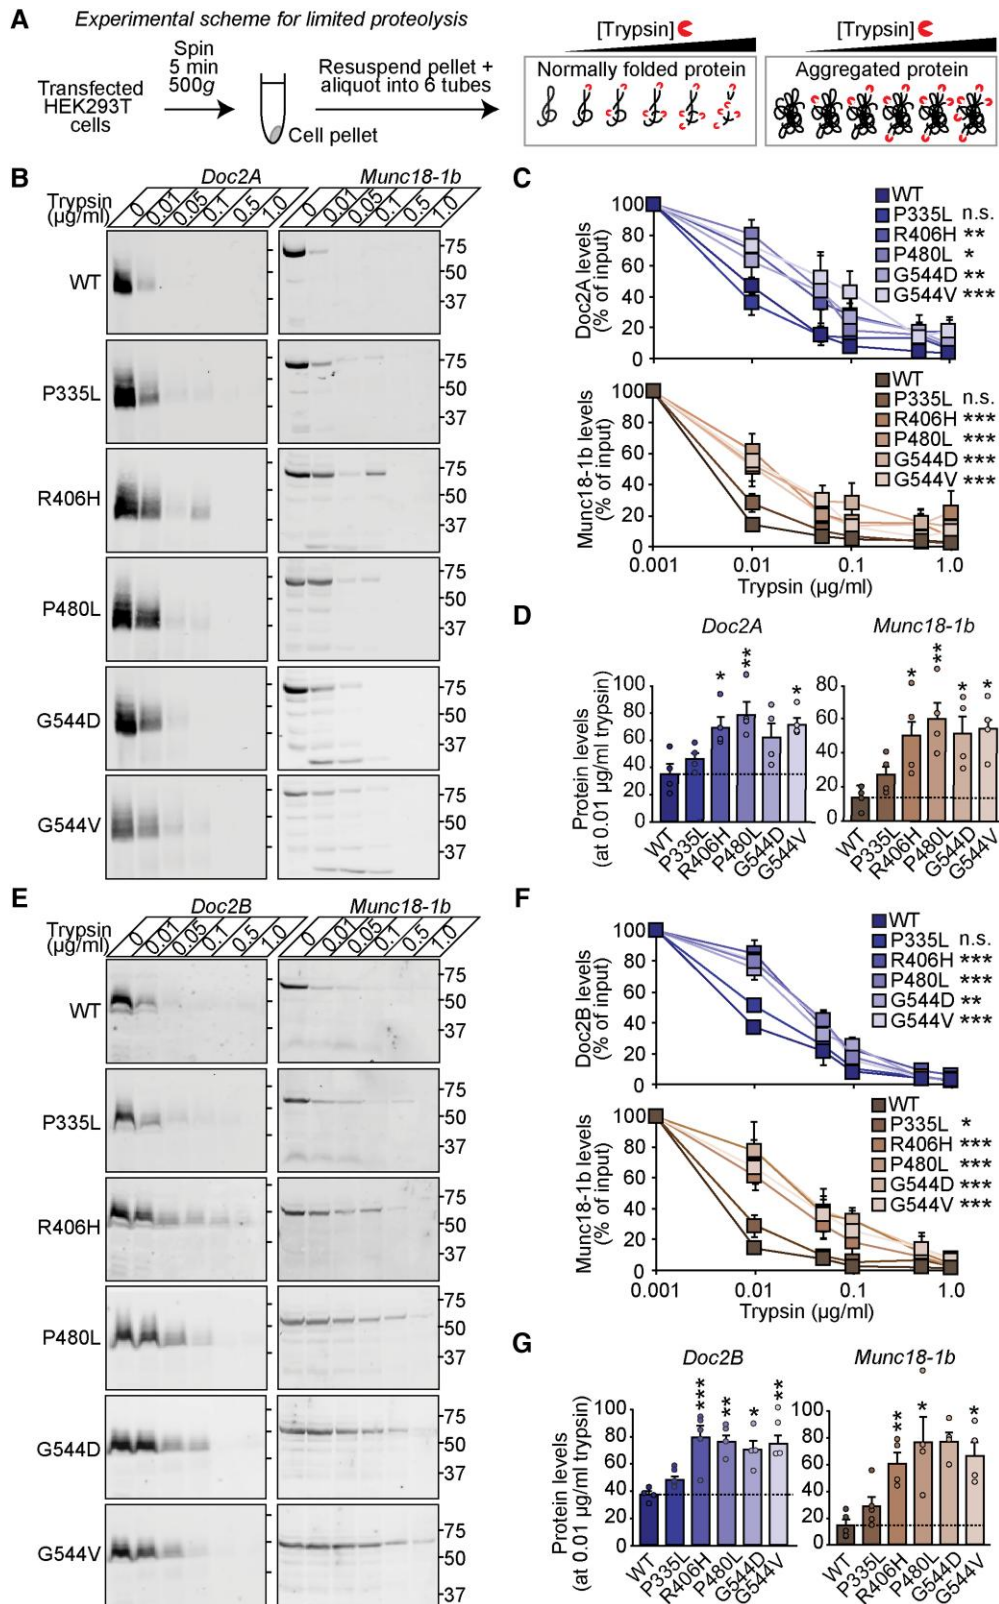 A
Experimental scheme for limited proteolysis
Transfected
HEK293T
cells
Spin
5 min
500g
Cell pellet
Resuspend pellet +
aliquot into 6 tubes
[Trypsin]
Normally folded protein
[Trypsin]
Aggregated protein
B
Doc2A
Munc18-1b
Trypsin
(µg/ml)
0 0.01 0.05 0.1 0.5 1.0
0 0.01 0.05 0.1 0.5 1.0
WT
75
50
37
P335L
75
50
37
R406H
75
50
37
P480L
75
50
37
G544D
75
50
37
G544V
75
50
37
C
Doc2A levels
(% of input)
100
80
60
40
20
0
WT
P335L n.s.
R406H **
P480L *
G544D **
G544V ***
Munc18-1b levels
(% of input)
100
80
60
40
20
0
WT
P335L n.s.
R406H ***
P480L ***
G544D ***
G544V ***
0.001 0.01 0.1 1.0
Trypsin (µg/ml)
D
Doc2A
Munc18-1b
Protein levels
(at 0.01 µg/ml trypsin)
100
80
60
40
20
0
* ** *
WT P335L R406H P480L G544D G544V
80
60
40
20
0
* ** * *
WT P335L R406H P480L G544D G544V
E
Doc2B
Munc18-1b
Trypsin
(µg/ml)
0 0.01 0.05 0.1 0.5 1.0
0 0.01 0.05 0.1 0.5 1.0
WT
75
50
37
P335L
75
50
37
R406H
75
50
37
P480L
75
50
37
G544D
75
50
37
G544V
75
50
37
F
Doc2B levels
(% of input)
100
80
60
40
20
0
WT
P335L n.s.
R406H ***
P480L ***
G544D **
G544V ***
Munc18-1b levels
(% of input)
100
80
60
40
20
0
WT
P335L *
R406H ***
P480L ***
G544D ***
G544V ***
0.001 0.01 0.1 1.0
Trypsin (µg/ml)
G
Doc2B
Munc18-1b
Protein levels
(at 0.01 µg/ml trypsin)
100
80
60
40
20
0
*** ** * **
WT P335L R406H P480L G544D G544V
100
80
60
40
20
0
** * *
WT P335L R406H P480L G544D G544V